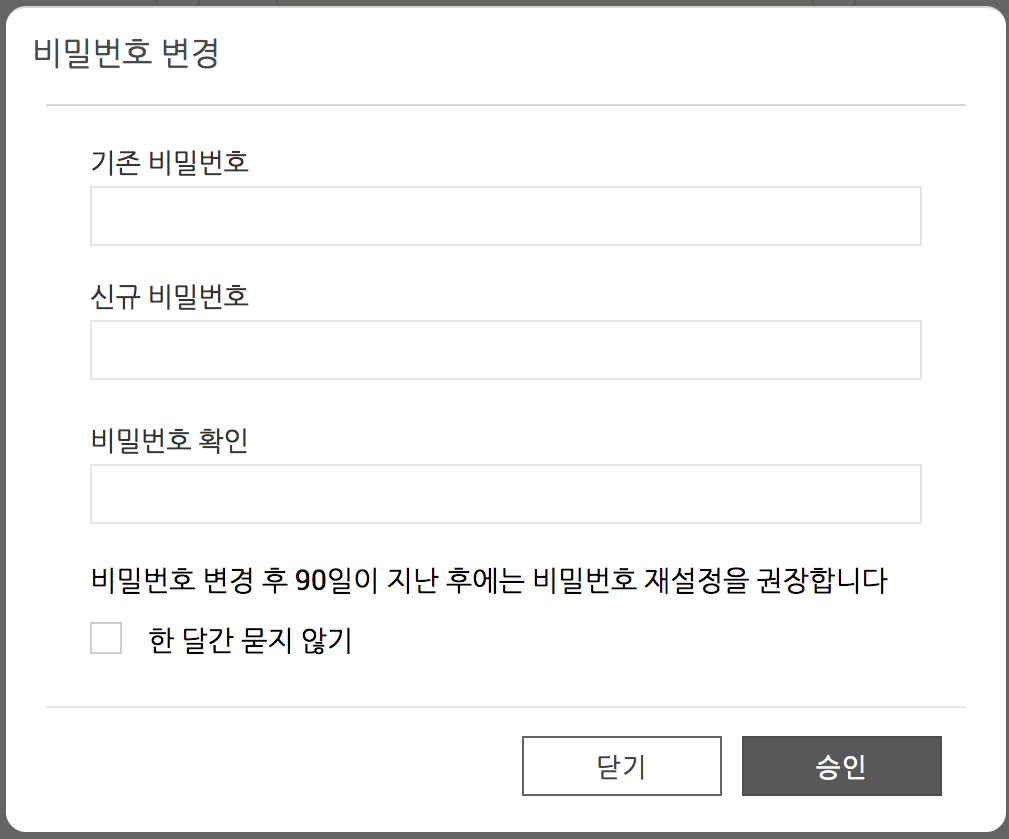 비밀번호 변경
기존 비밀번호
신규 비밀번호
비밀번호 확인
비밀번호 변경 후 90일이 지난 후에는 비밀번호 재설정을 권장합니다
한 달간 묻지 않기
닫기
승인